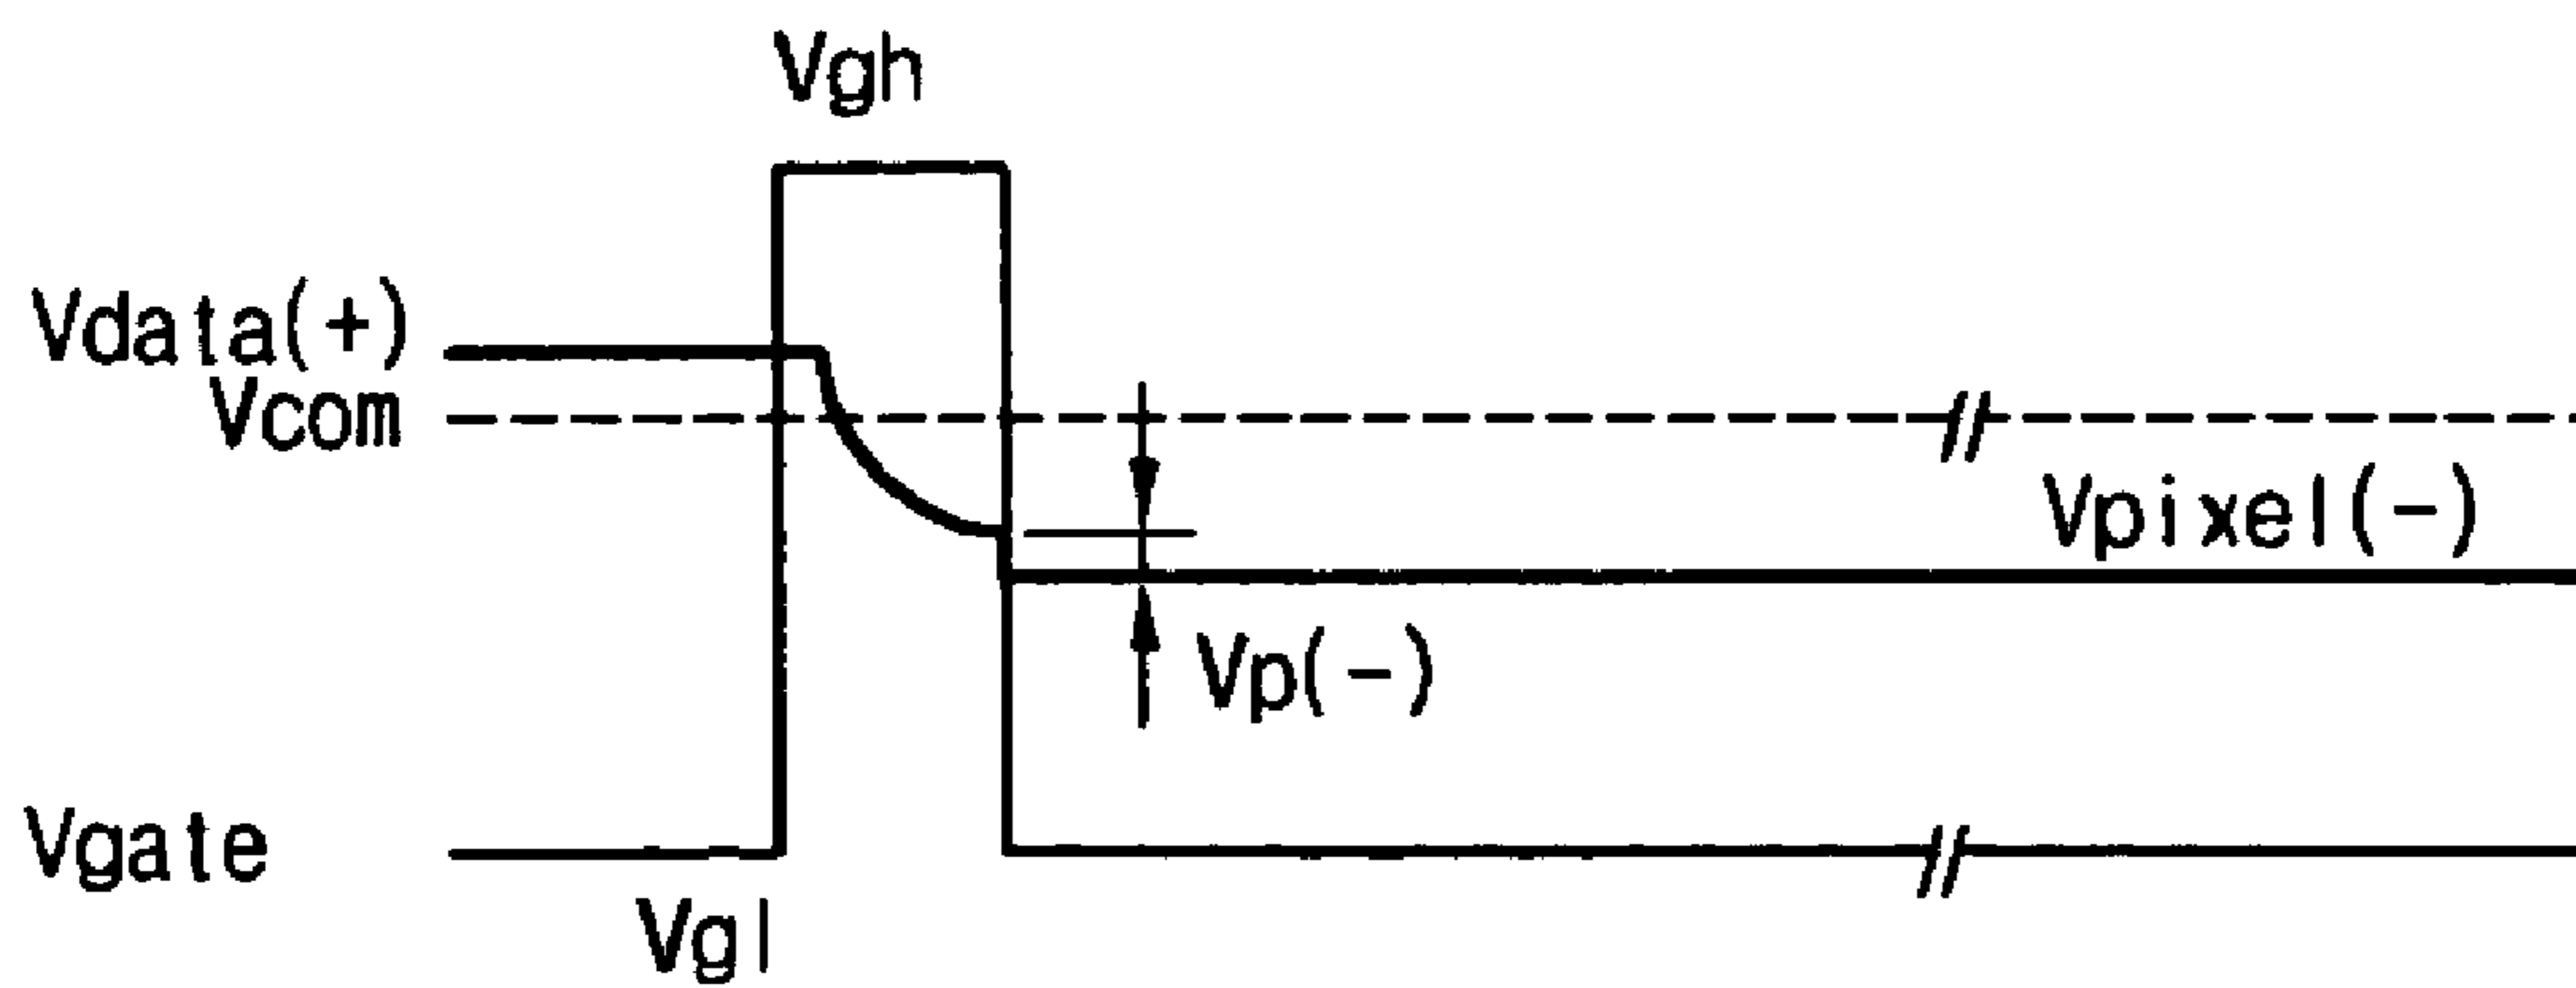 Vgh
Vdata(+)
Vcom
Vpixel(-)
Vp(-)
Vgate
Vgl